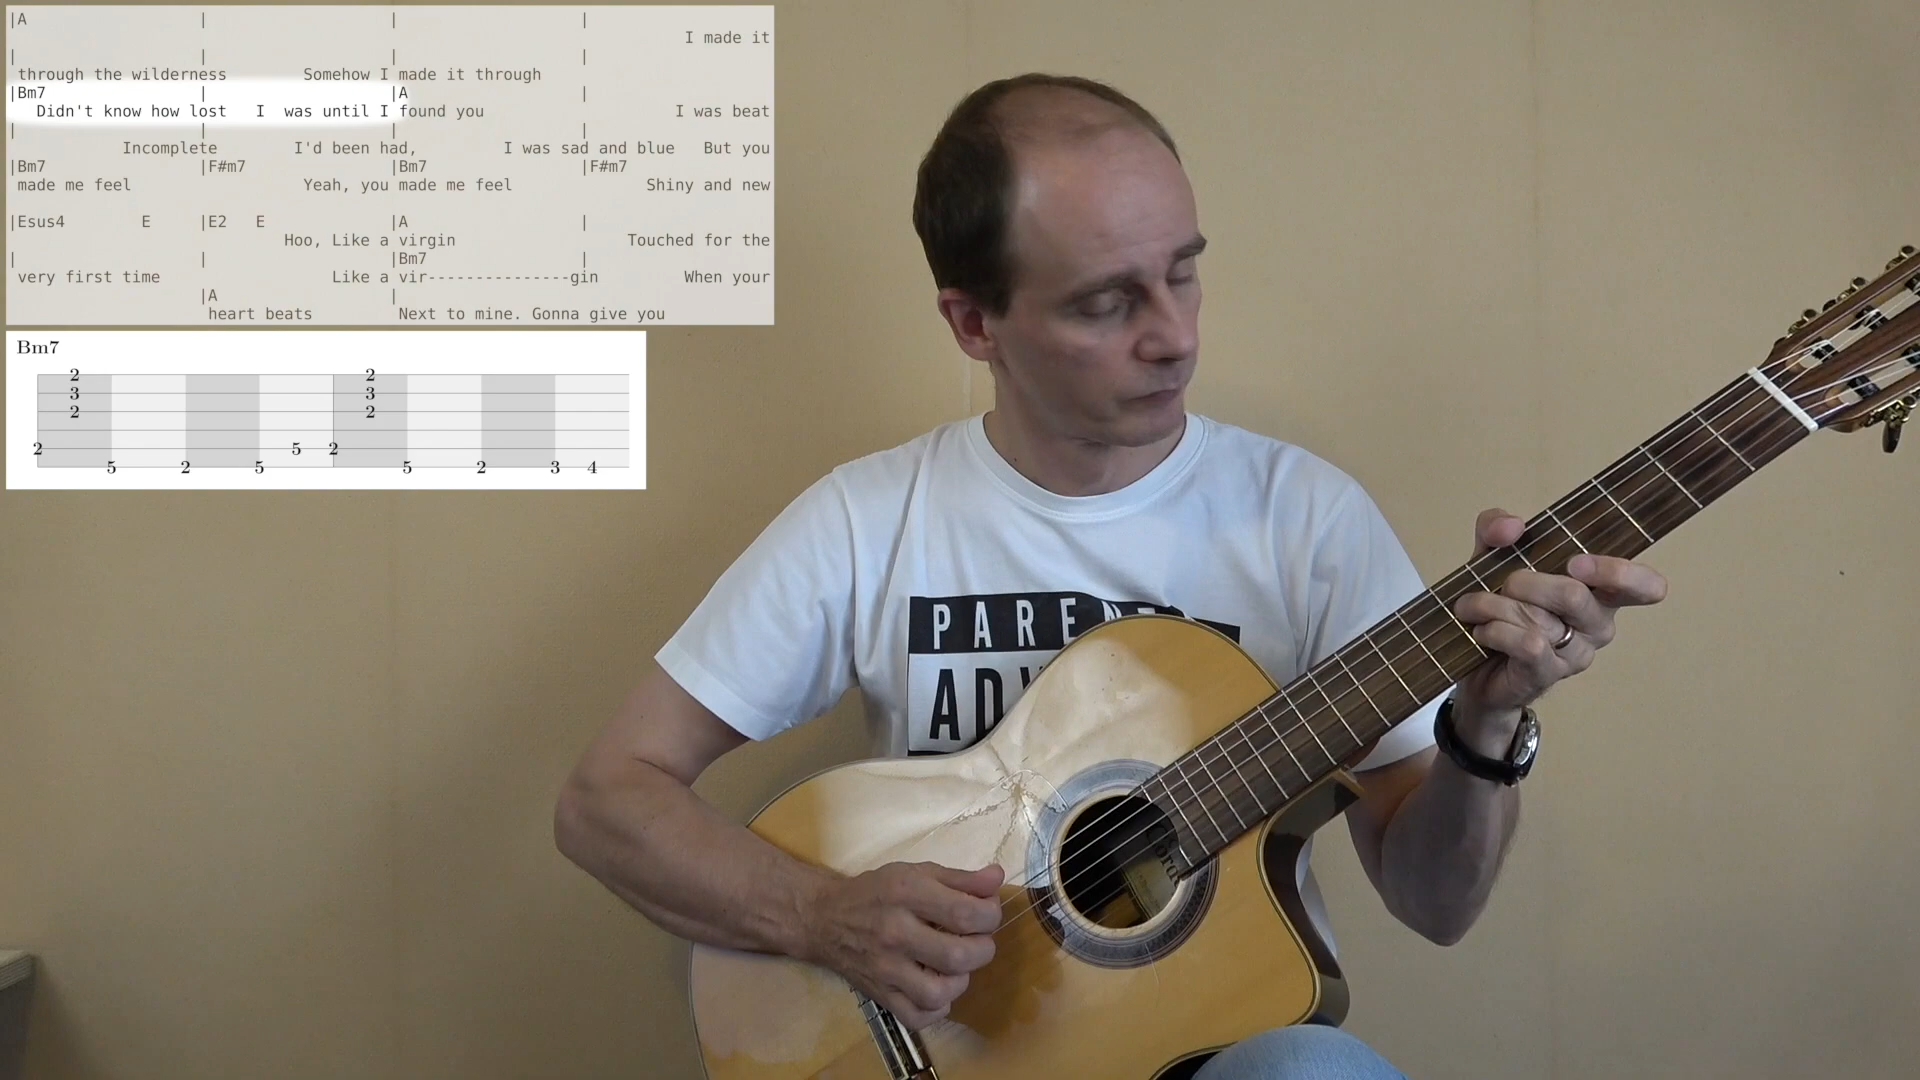 |A | | |
I made it
| | | |
through the wilderness Somehow I made it through
|Bm7 | |A |
Didn't know how lost I was until I found you I was beat
| | | |
Incomplete I'd been had, I was sad and blue But you
|Bm7 |F#m7 |Bm7 |F#m7
made me feel Yeah, you made me feel Shiny and new
|Esus4 E |E2 E |A |
Hoo, Like a virgin Touched for the
| | |Bm7 |
very first time Like a vir---------------gin When your
|A |
heart beats Next to mine. Gonna give you
Bm7
2 2
3 3
2 2
2 5 2
5 2 5 5 2 3 4
PAREN
AD